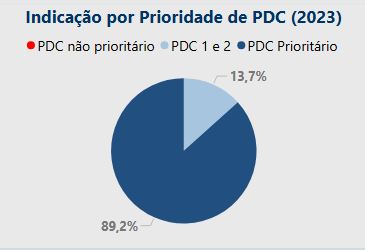 Indicação por Prioridade de PDC (2023)
PDC não prioritário PDC 1 e 2 PDC Prioritário
13,7%
89,2%